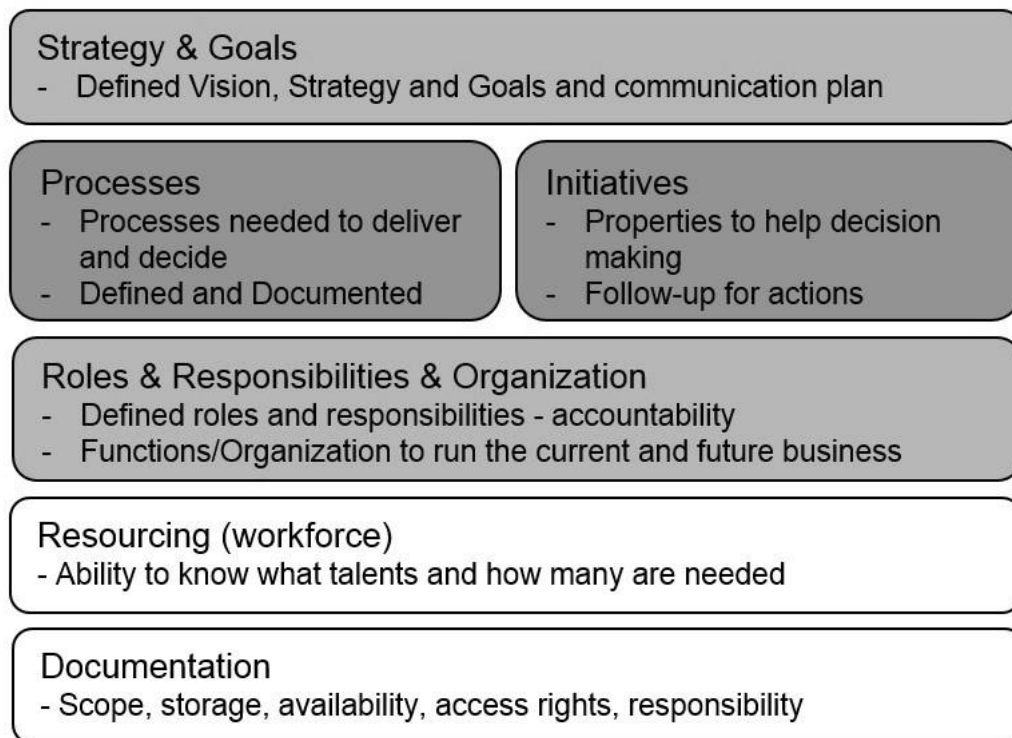 Strategy & Goals
- Defined Vision, Strategy and Goals and communication plan
Processes
- Processes needed to deliver
and decide
- Defined and Documented
Initiatives
- Properties to help decision
making
- Follow-up for actions
Roles & Responsibilities & Organization
- Defined roles and responsibilities - accountability
- Functions/Organization to run the current and future business
Resourcing (workforce)
- Ability to know what talents and how many are needed
Documentation
- Scope, storage, availability, access rights, responsibility